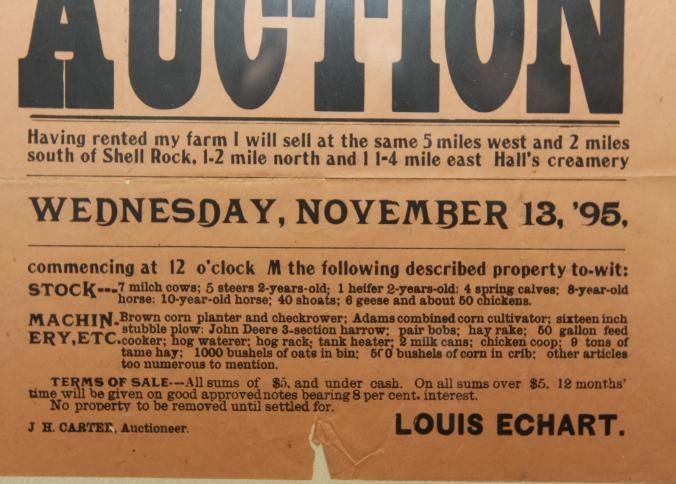 AUCTION
Having rented my farm I will sell at the same 5 miles west and 2 miles
south of Shell Rock, 1-2 mile north and 1 1-4 mile east Hall's creamery
WEDNESDAY, NOVEMBER 13, '95,
commencing at 12 o'clock M the following described property to-wit:
STOCK---7 milch cows; 5 steers 2-years-old; 1 heifer 2-years-old: 4 spring calves; 8-year-old
horse: 10-year-old horse; 40 shoats; 6 geese and about 50 chickens.
MACHIN- Brown corn planter and checkrower; Adams combined corn cultivator; sixteen inch
stubble plow: John Deere 3-section harrow; pair bobs; hay rake; 50 gallon feed
ERY, ETC. cooker; hog waterer; hog rack; tank heater; 2 milk cans; chicken coop; 9 tons of
tame hay; 1000 bushels of oats in bin; 500 bushels of corn in crib; other articles
too numerous to mention.
TERMS OF SALE---All sums of $5, and under cash. On all sums over $5, 12 months'
time will be given on good approved notes bearing 8 per cent. interest.
No property to be removed until settled for.
J H. CARTER, Auctioneer.
LOUIS ECHART.